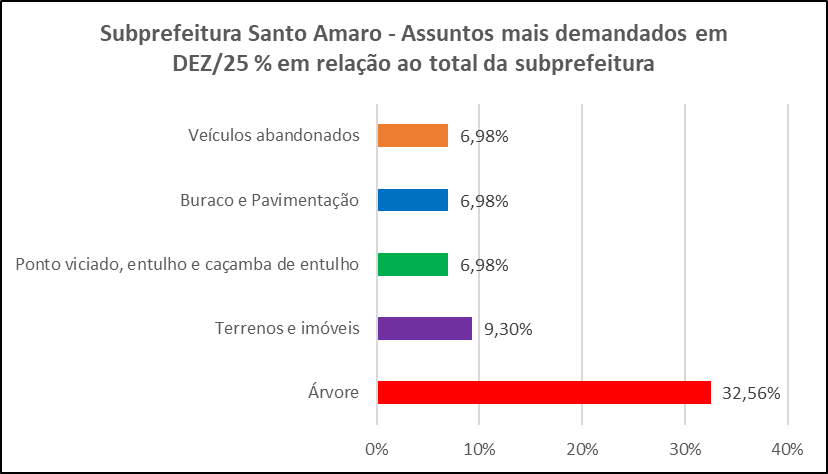 Subprefeitura Santo Amaro - Assuntos mais demandados em
DEZ/25 % em relação ao total da subprefeitura
Veículos abandonados 6,98%
Buraco e Pavimentação 6,98%
Ponto viciado, entulho e caçamba de entulho 6,98%
Terrenos e imóveis 9,30%
Árvore 32,56%
0% 10% 20% 30% 40%